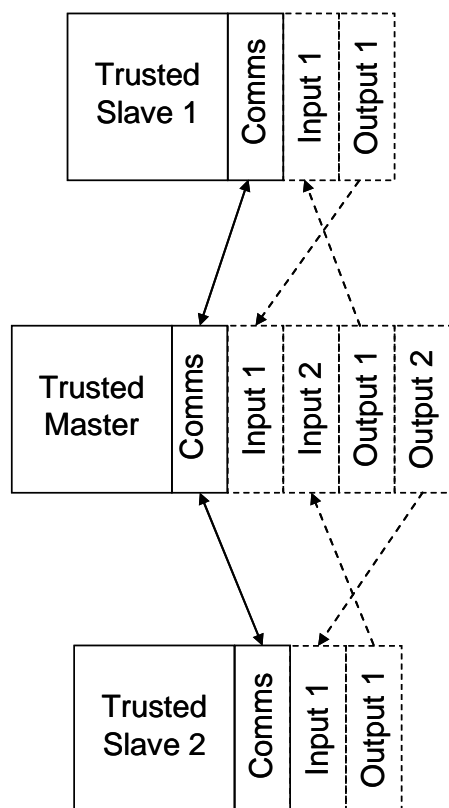 Trusted
Slave 1
Comms
Input 1
Output 1
Trusted
Master
Comms
Input 1
Input 2
Output 1
Output 2
Trusted
Slave 2
Comms
Input 1
Output 1